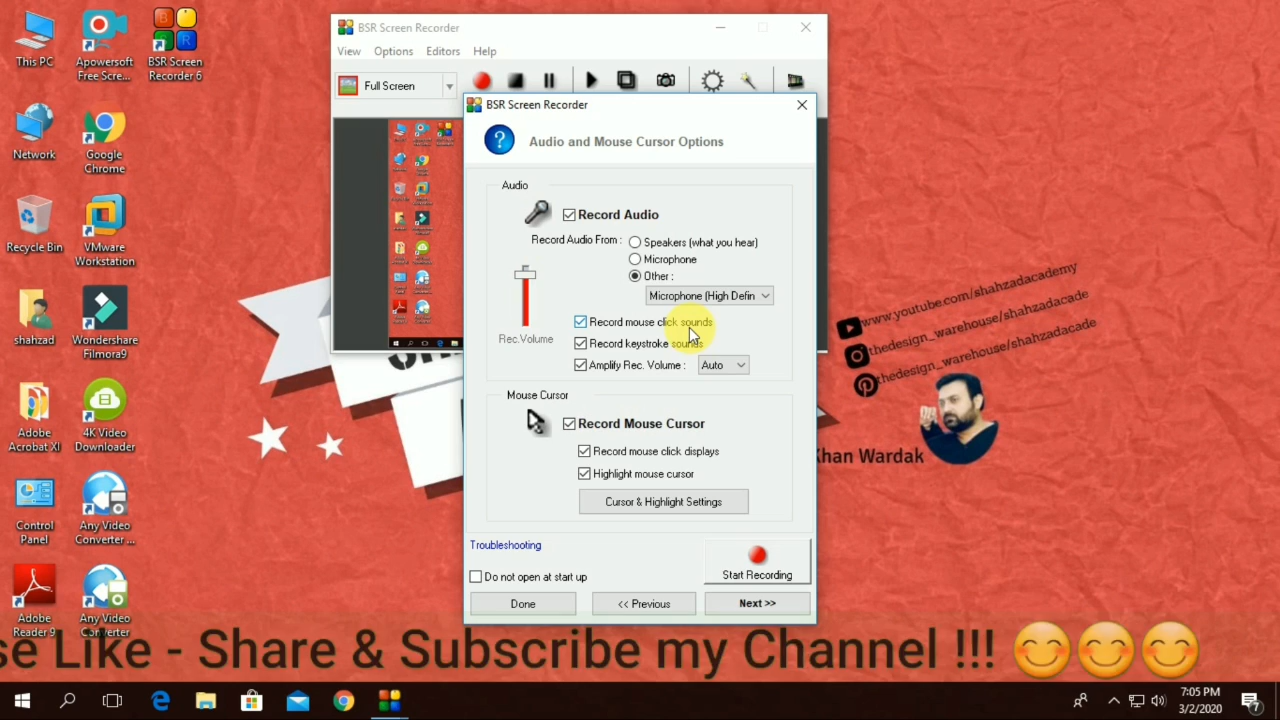 This PC
Apowersoft
Free Scre...
BSR Screen
Recorder 6
Network
Google
Chrome
Recycle Bin
VMware
Workstation
shahzad
Wondershare
Filmora9
Adobe
Acrobat XI
4K Video
Downloader
Control
Panel
Any Video
Converter ...
Adobe
Reader 9
Any Video
Converter
BSR Screen Recorder
View Options Editors Help
Full Screen
BSR Screen Recorder
Audio and Mouse Cursor Options
Audio
Record Audio
Record Audio From :
Speakers (what you hear)
Microphone
Other :
Microphone (High Defin
Rec.Volume
Record mouse click sounds
Record keystroke sounds
Amplify Rec. Volume :
Auto
Mouse Cursor
Record Mouse Cursor
Record mouse click displays
Highlight mouse cursor
Cursor & Highlight Settings
Troubleshooting
Start Recording
Do not open at start up
Done
<< Previous
Next >>
www.youtube.com/shahzadacademy
thedesign_warehouse/shahzadacade
thedesign_warehouse/shahzadacade
Khan Wardak
se Like - Share & Subscribe my Channel !!! 😊😊😊
7:05 PM
3/2/2020
7